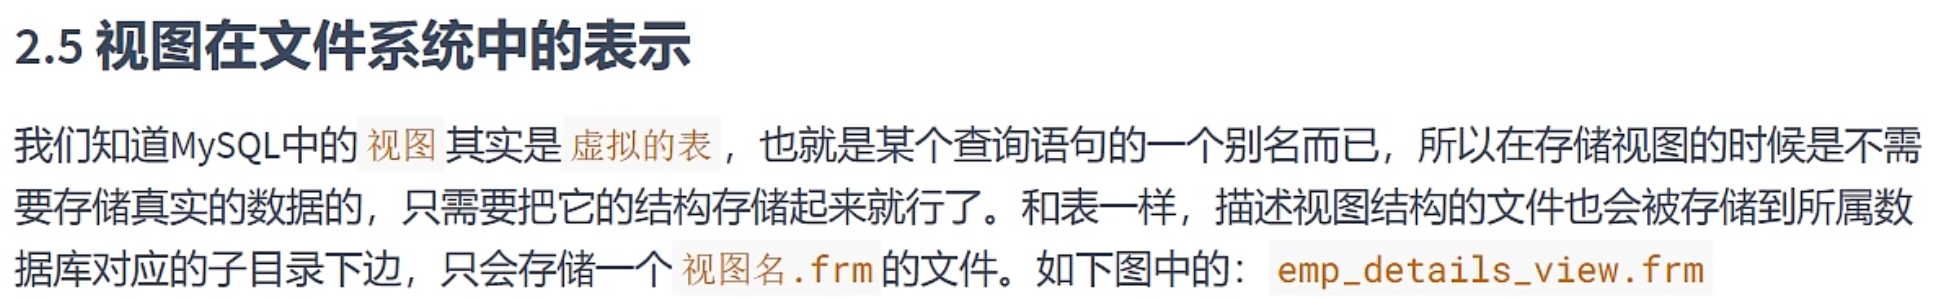 2.5 视图在文件系统中的表示
我们知道MySQL中的 视图 其实是 虚拟的表 ，也就是某个查询语句的一个别名而已，所以在存储视图的时候是不需
要存储真实的数据的，只需要把它的结构存储起来就行了。和表一样，描述视图结构的文件也会被存储到所属数
据库对应的子目录下边，只会存储一个 视图名.frm 的文件。如下图中的： emp_details_view.frm